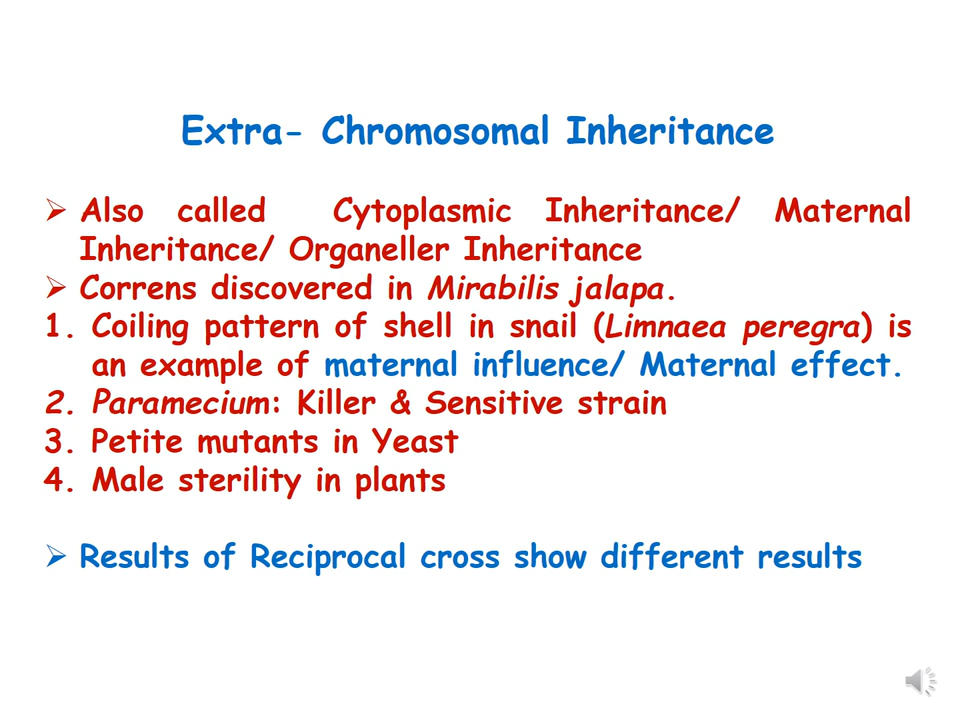 Extra- Chromosomal Inheritance
➢ Also called Cytoplasmic Inheritance/ Maternal
Inheritance/ Organeller Inheritance
➢ Correns discovered in Mirabilis jalapa.
1. Coiling pattern of shell in snail (Limnaea peregra) is
an example of maternal influence/ Maternal effect.
2. Paramecium: Killer & Sensitive strain
3. Petite mutants in Yeast
4. Male sterility in plants
➢ Results of Reciprocal cross show different results